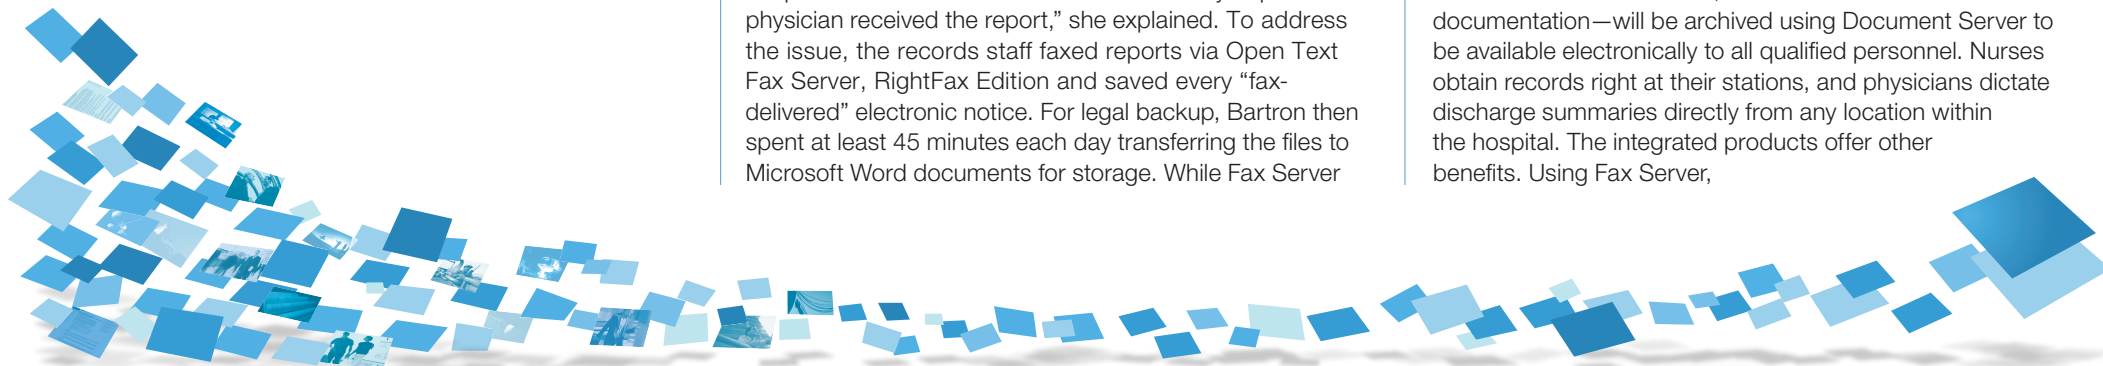 physician received the report,” she explained. To address
the issue, the records staff faxed reports via Open Text
Fax Server, RightFax Edition and saved every “fax-
delivered” electronic notice. For legal backup, Bartron then
spent at least 45 minutes each day transferring the files to
Microsoft Word documents for storage. While Fax Server
documentation—will be archived using Document Server to
be available electronically to all qualified personnel. Nurses
obtain records right at their stations, and physicians dictate
discharge summaries directly from any location within
the hospital. The integrated products offer other
benefits. Using Fax Server,